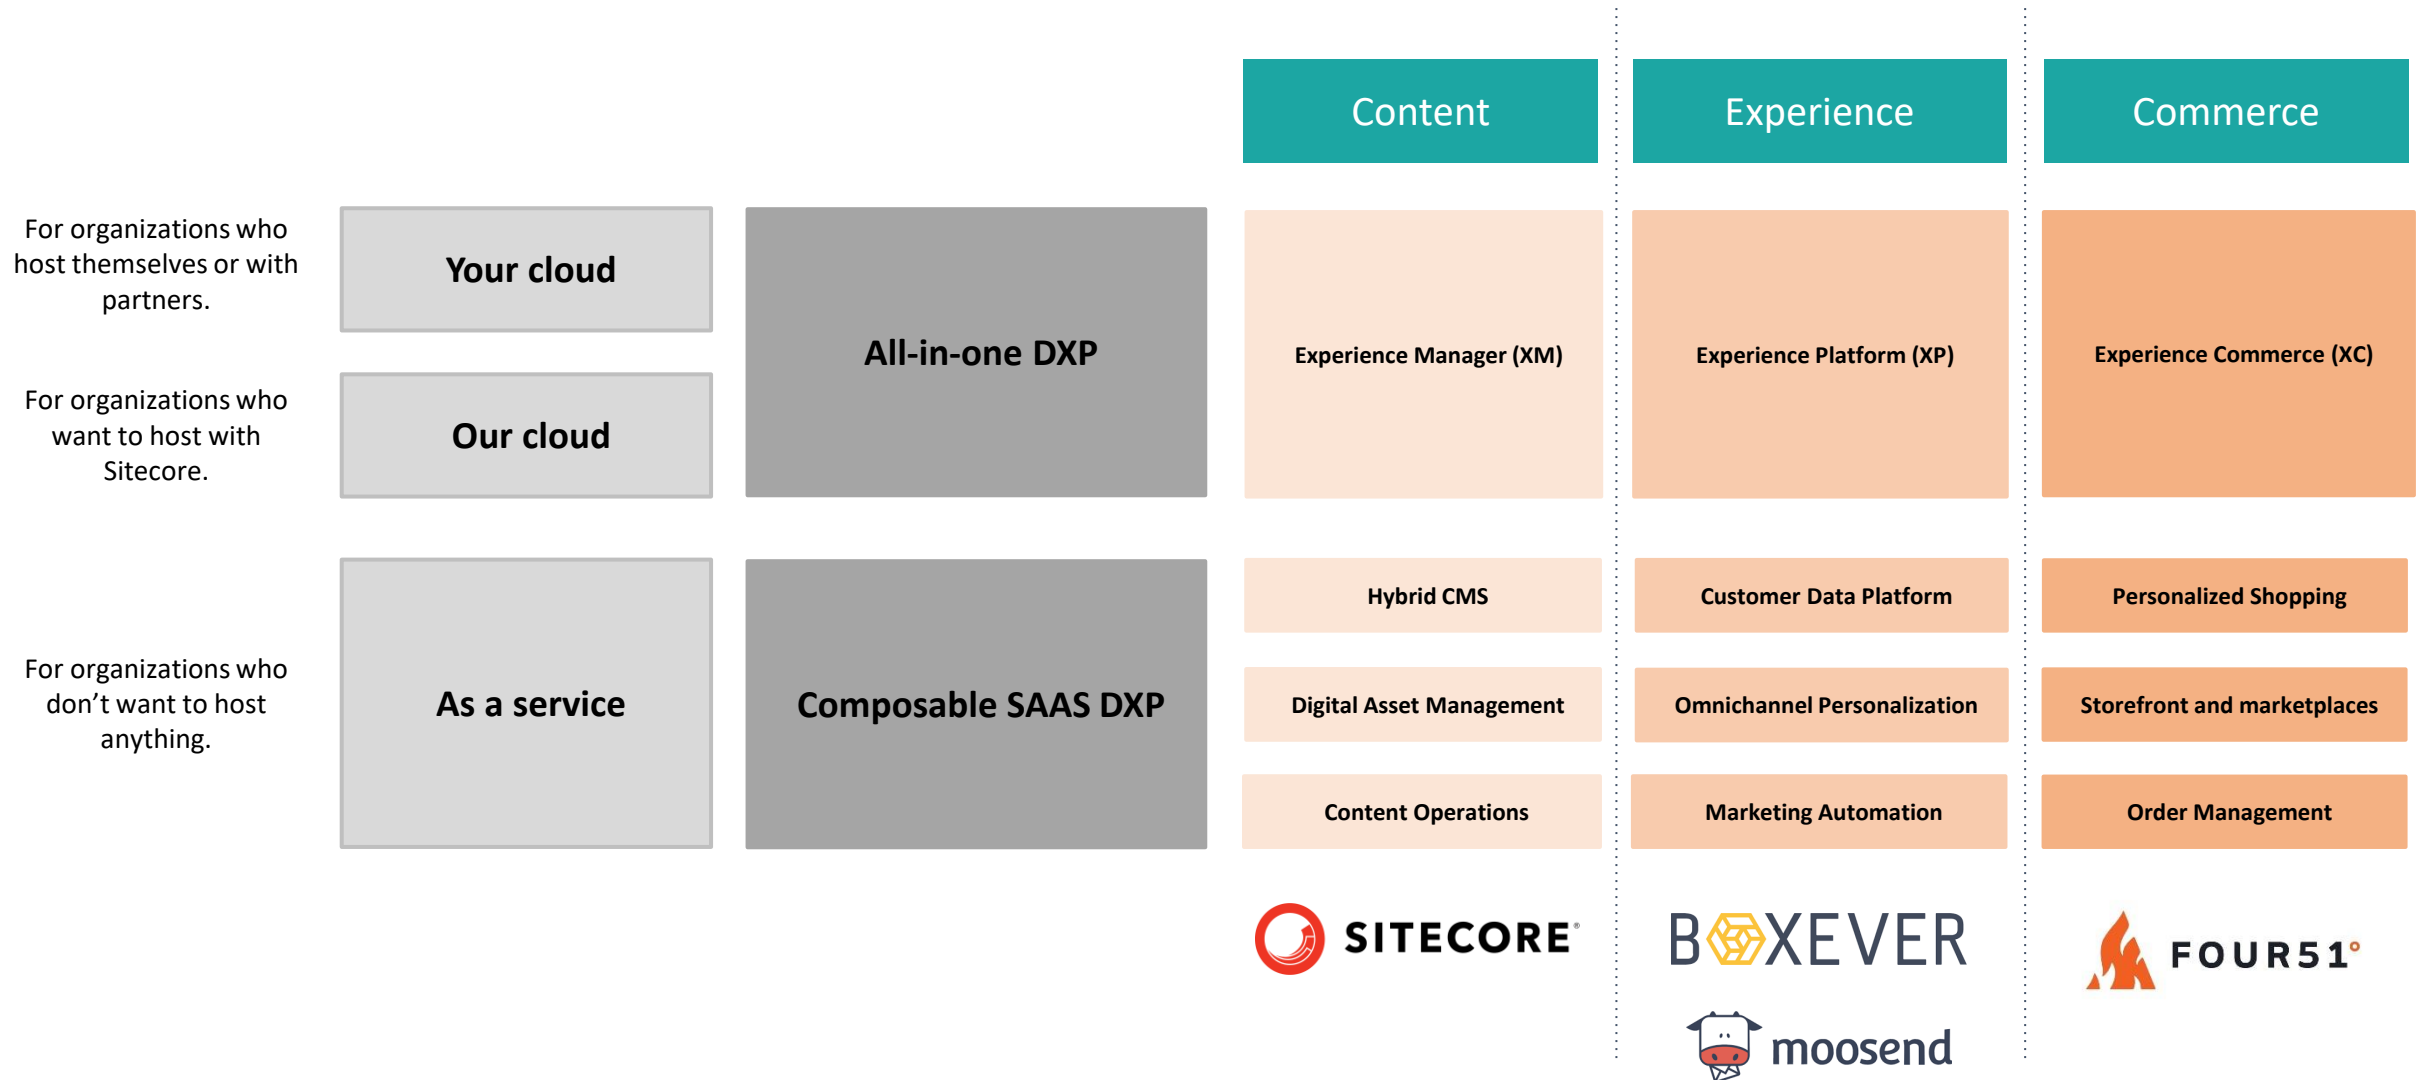 Content
Experience
Commerce
For organizations who
host themselves or with
partners.
Your cloud
All-in-one DXP
Experience Manager (XM)
Experience Platform (XP)
Experience Commerce (XC)
For organizations who
want to host with
Sitecore.
Our cloud
For organizations who
don’t want to host
anything.
As a service
Composable SAAS DXP
Hybrid CMS
Customer Data Platform
Personalized Shopping
Digital Asset Management
Omnichannel Personalization
Storefront and marketplaces
Content Operations
Marketing Automation
Order Management
SITECORE®
BOXEVER
FOUR51°
moosend